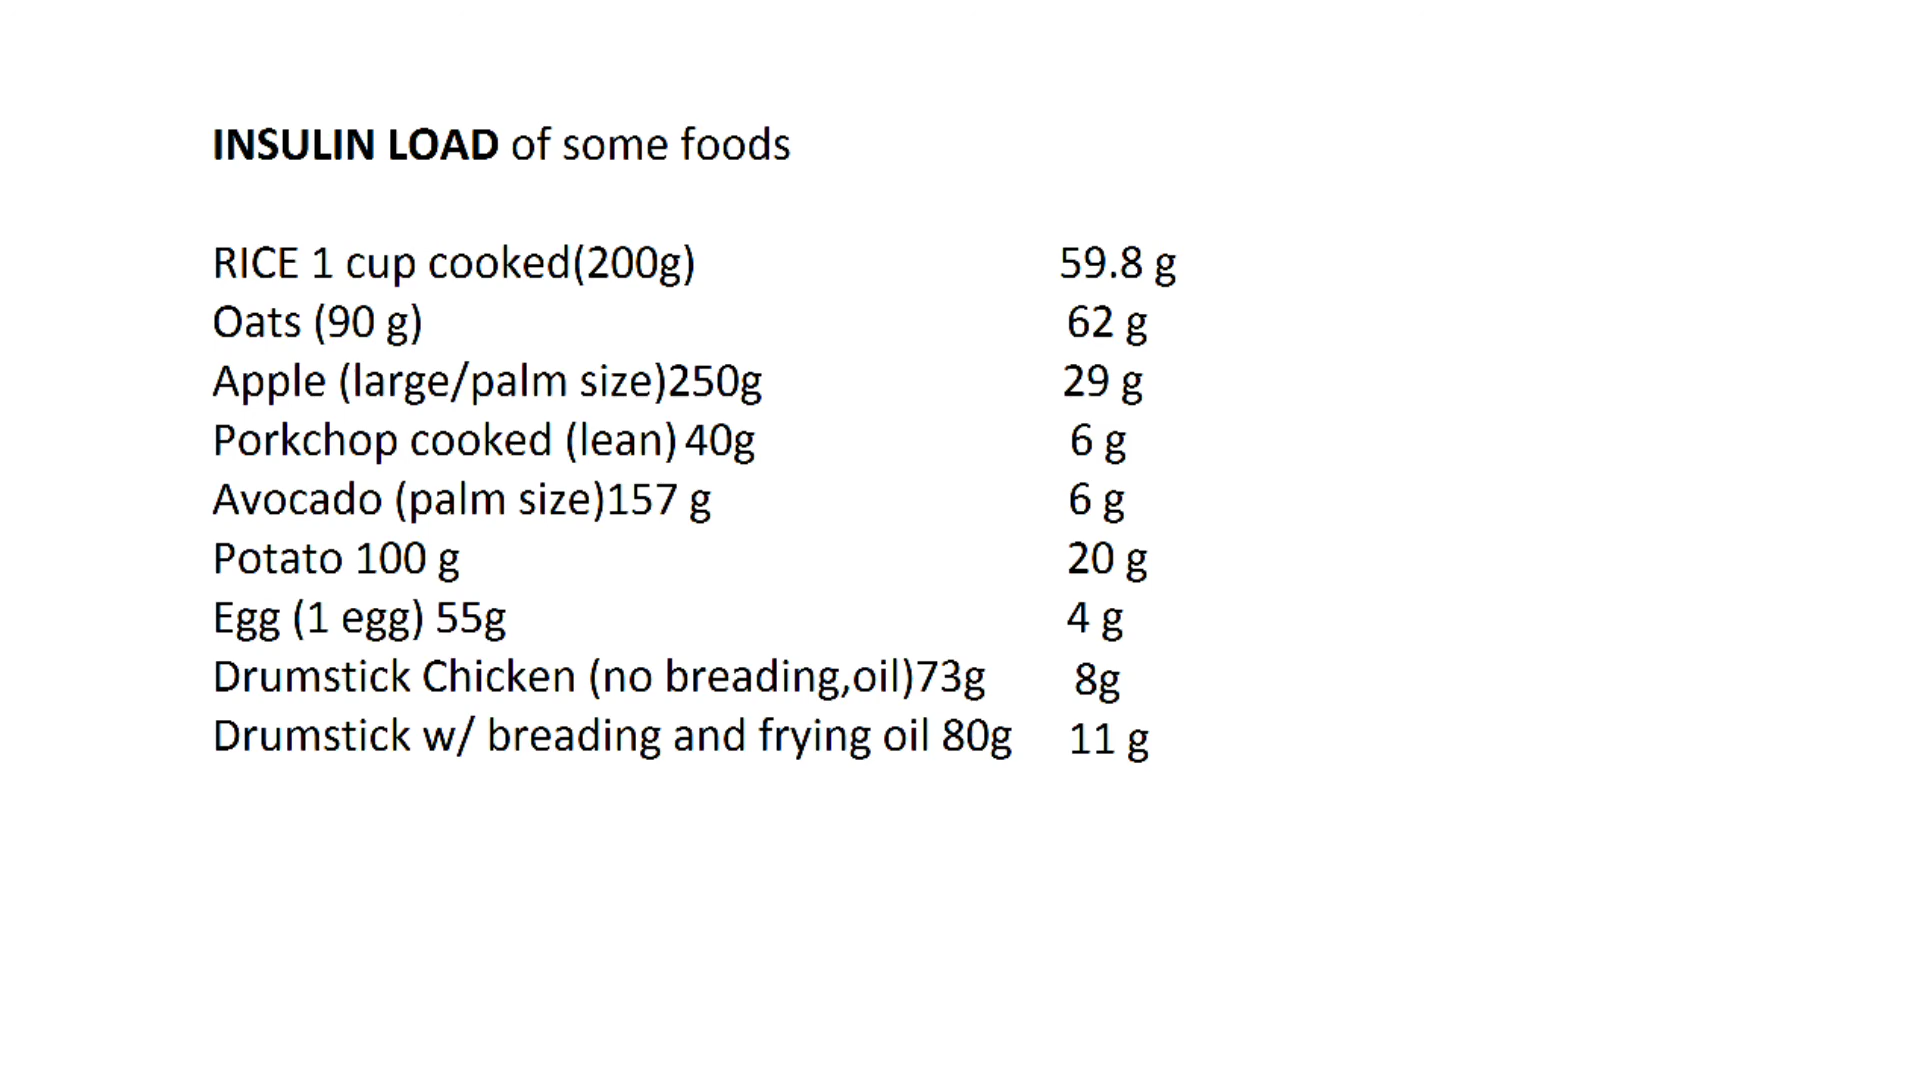 INSULIN LOAD of some foods
RICE 1 cup cooked(200g) 59.8 g
Oats (90 g) 62 g
Apple (large/palm size)250g 29 g
Porkchop cooked (lean) 40g 6 g
Avocado (palm size)157 g 6 g
Potato 100 g 20 g
Egg (1 egg) 55g 4 g
Drumstick Chicken (no breading,oil)73g 8g
Drumstick w/ breading and frying oil 80g 11 g